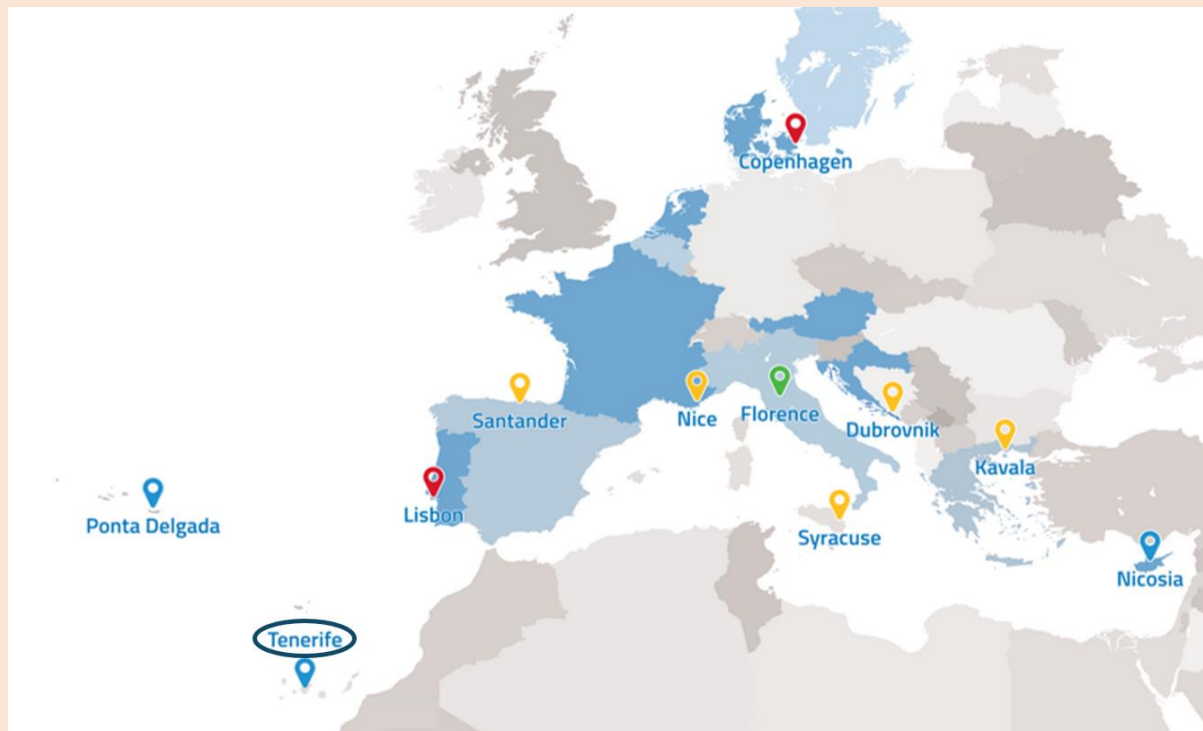 Copenhagen
Santander
Nice
Florence
Dubrovnik
Kavala
Lisbon
Ponta Delgada
Syracuse
Nicosia
Tenerife